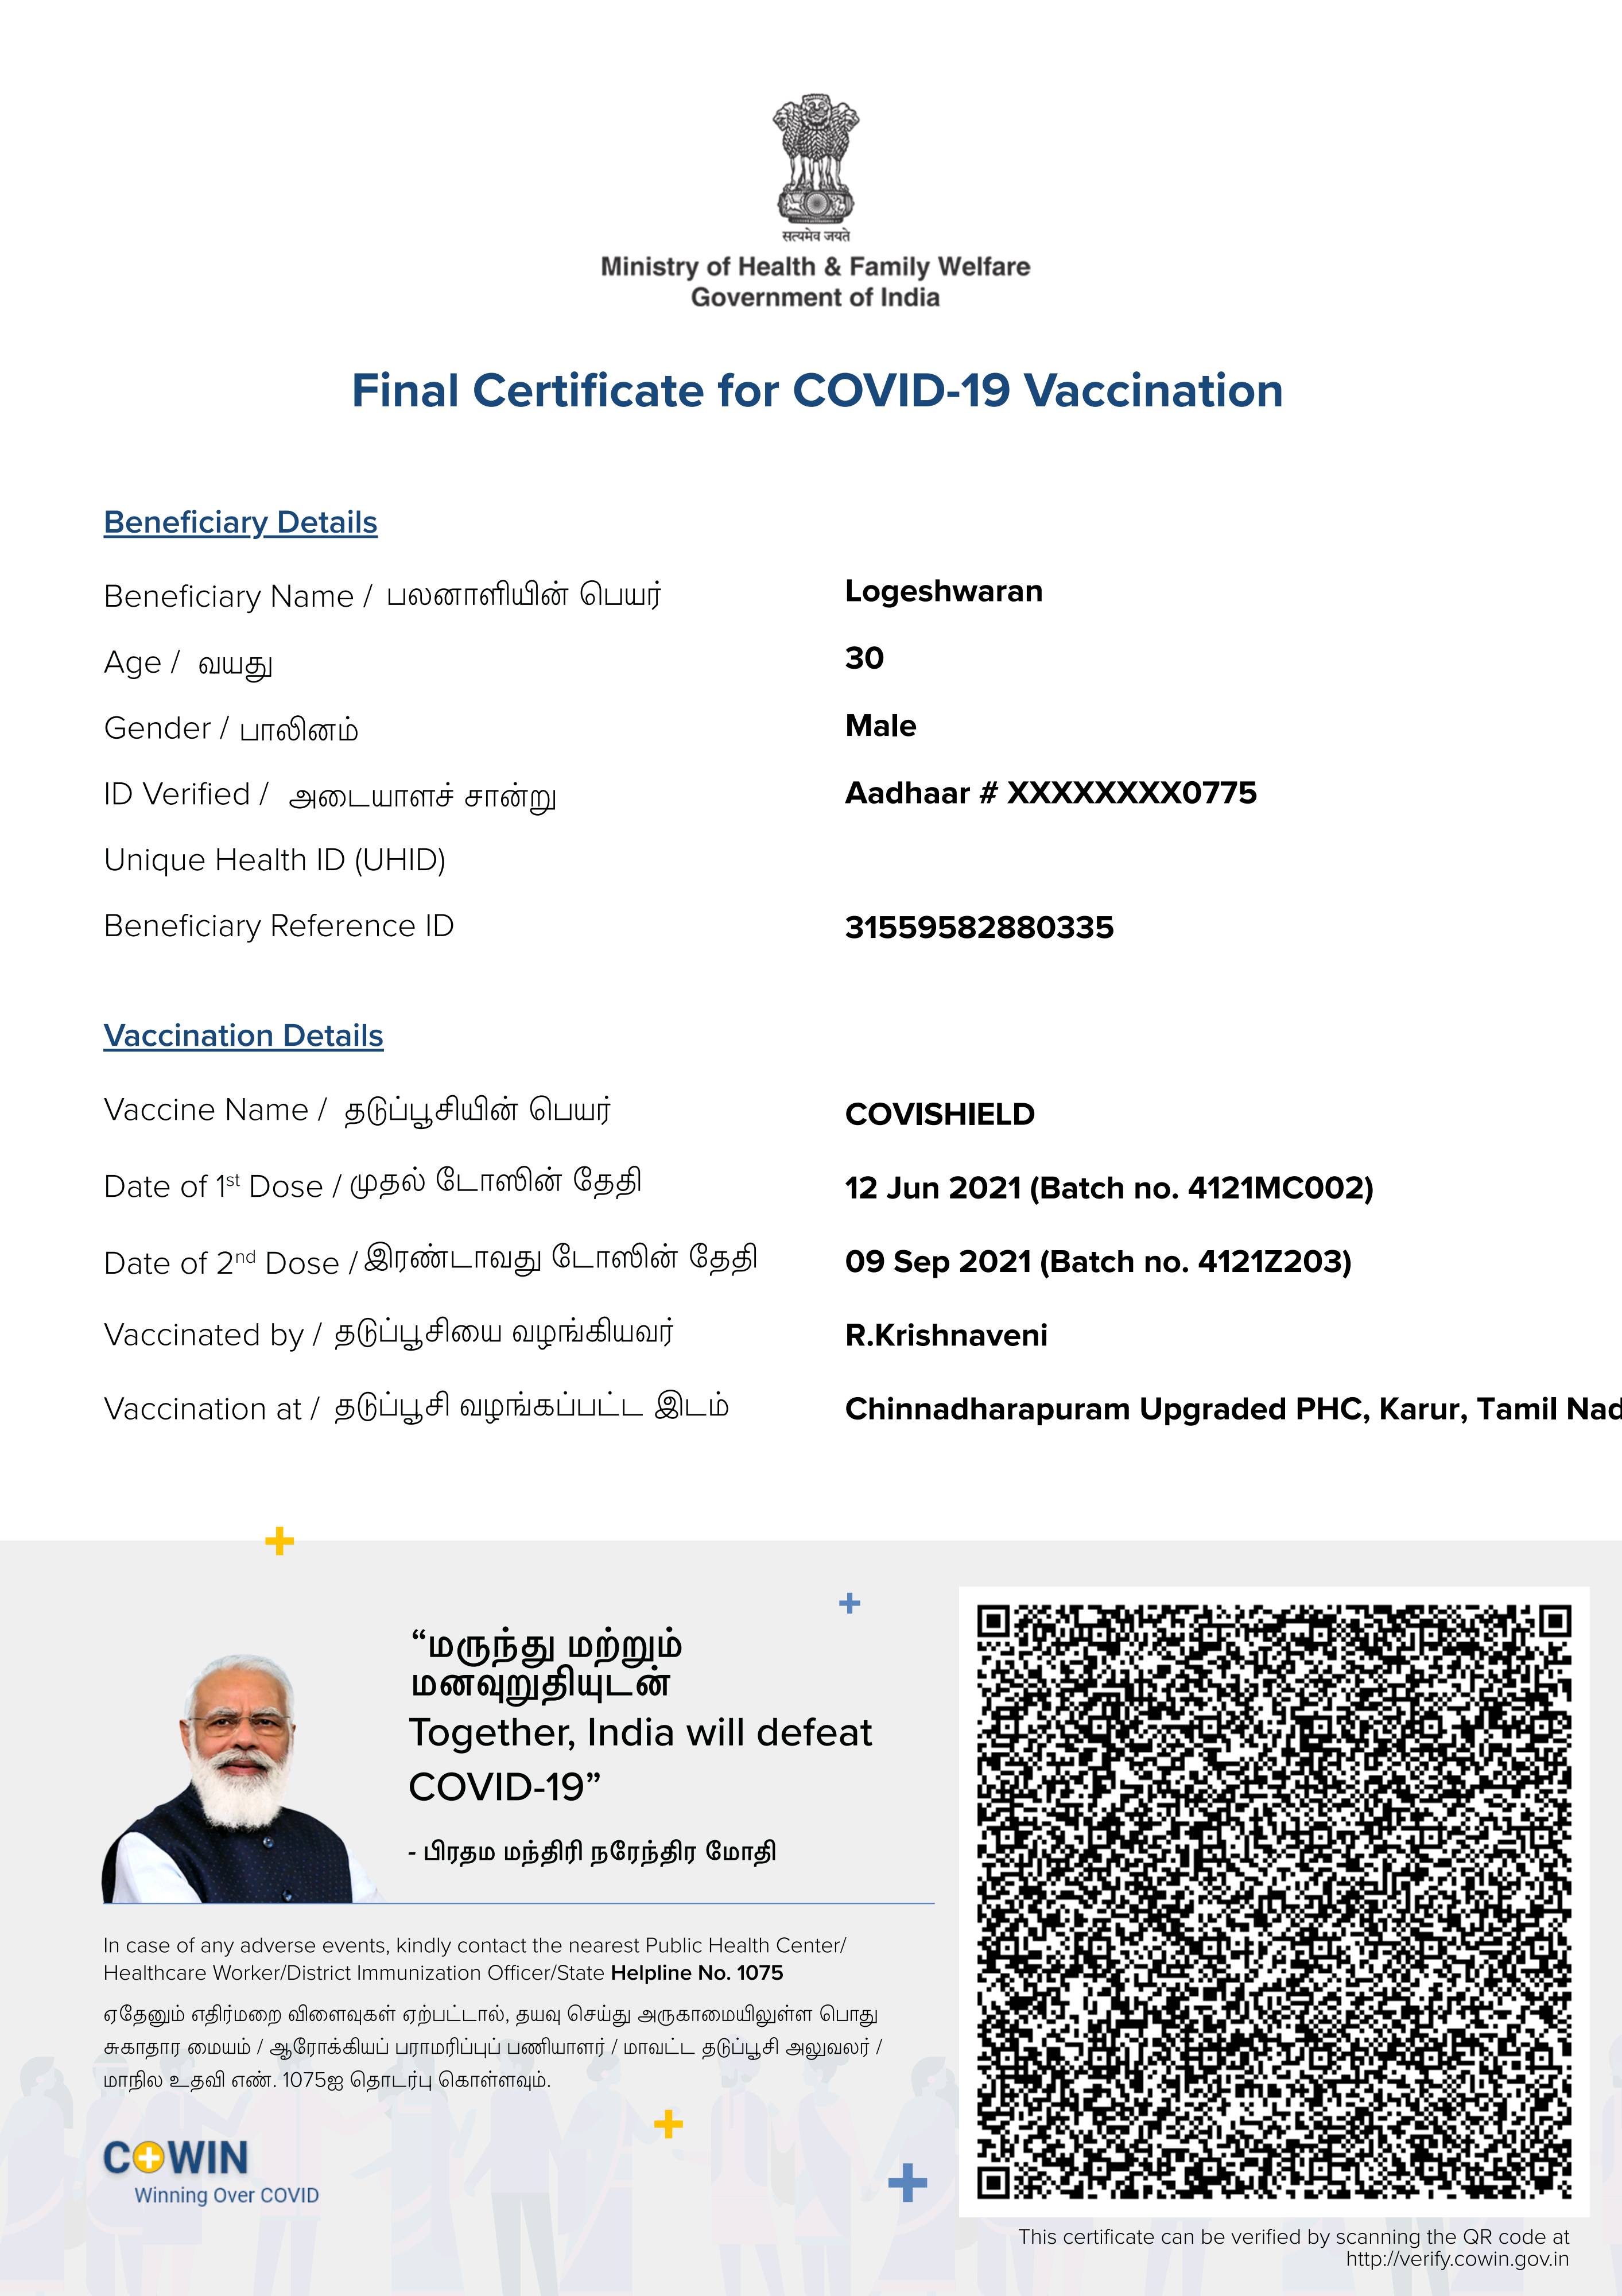 सत्यमेव जयते
Ministry of Health & Family Welfare
Government of India
Final Certificate for COVID-19 Vaccination
Beneficiary Details
Beneficiary Name / பலனாளியின் பெயர் Logeshwaran
Age / வயது 30
Gender / பாலினம் Male
ID Verified / அடையாளச் சான்று Aadhaar # XXXXXXXX0775
Unique Health ID (UHID)
Beneficiary Reference ID 31559582880335
Vaccination Details
Vaccine Name / தடுப்பூசியின் பெயர் COVISHIELD
Date of 1st Dose / முதல் டோஸின் தேதி 12 Jun 2021 (Batch no. 4121MC002)
Date of 2nd Dose / இரண்டாவது டோஸின் தேதி 09 Sep 2021 (Batch no. 4121Z203)
Vaccinated by / தடுப்பூசியை வழங்கியவர் R.Krishnaveni
Vaccination at / தடுப்பூசி வழங்கப்பட்ட இடம் Chinnadharapuram Upgraded PHC, Karur, Tamil Nad
“மருந்து மற்றும்
மனவுறுதியுடன்
Together, India will defeat
COVID-19”
- பிரதம மந்திரி நரேந்திர மோதி
In case of any adverse events, kindly contact the nearest Public Health Center/
Healthcare Worker/District Immunization Officer/State Helpline No. 1075
ஏதேனும் எதிர்மறை விளைவுகள் ஏற்பட்டால், தயவு செய்து அருகாமையிலுள்ள பொது
சுகாதார மையம் / ஆரோக்கியப் பராமரிப்புப் பணியாளர் / மாவட்ட தடுப்பூசி அலுவலர் /
மாநில உதவி எண். 1075ஐ தொடர்பு கொள்ளவும்.
COWIN
Winning Over COVID
This certificate can be verified by scanning the QR code at
http://verify.cowin.gov.in